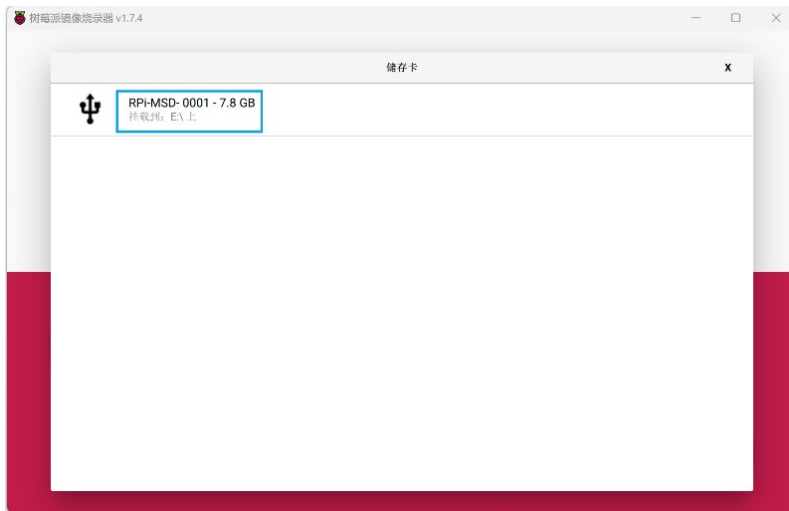 树莓派镜像烧录器 v1.7.4
储存卡
x
RPi-MSD- 0001 - 7.8 GB
挂载到：E:\ 上